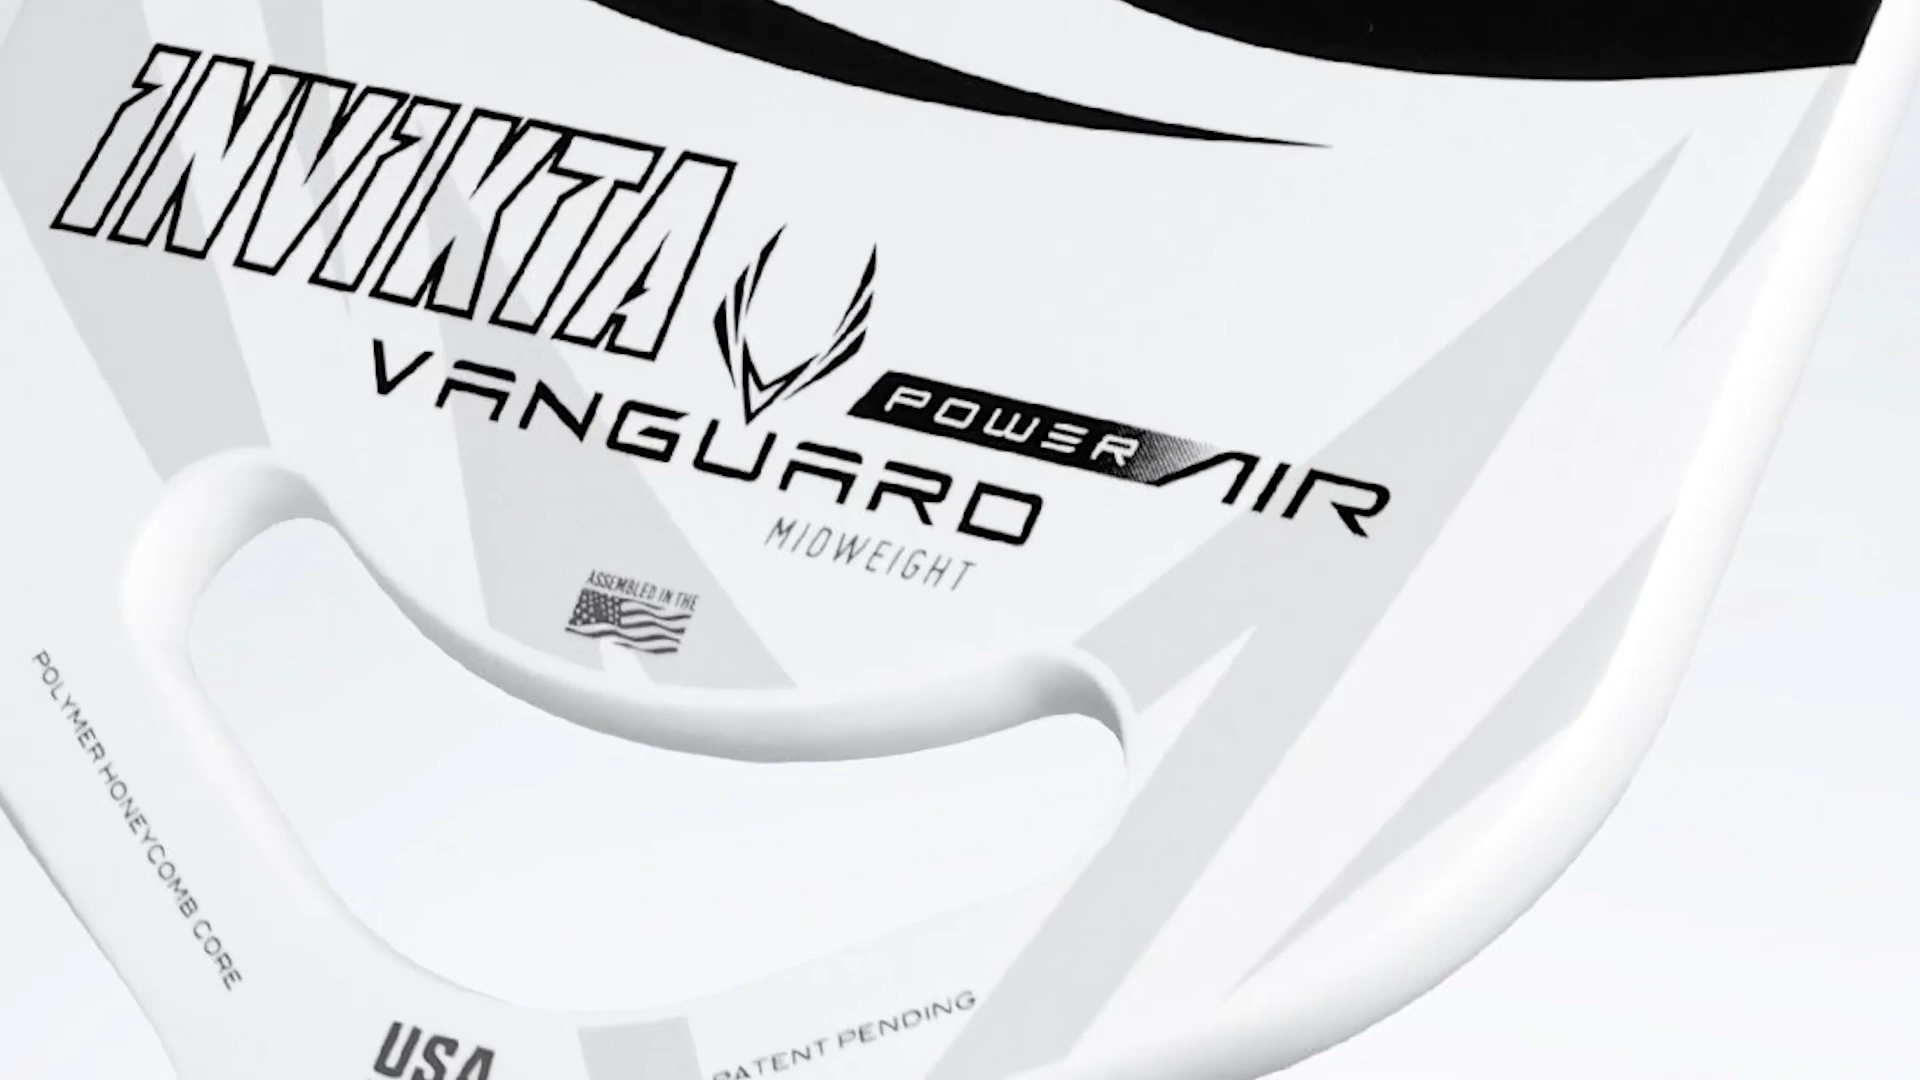 INVIKTA
VANGUARD
POWER AIR
MIDWEIGHT
ASSEMBLED IN THE
POLYMER HONEYCOMB CORE
USA
PATENT PENDING